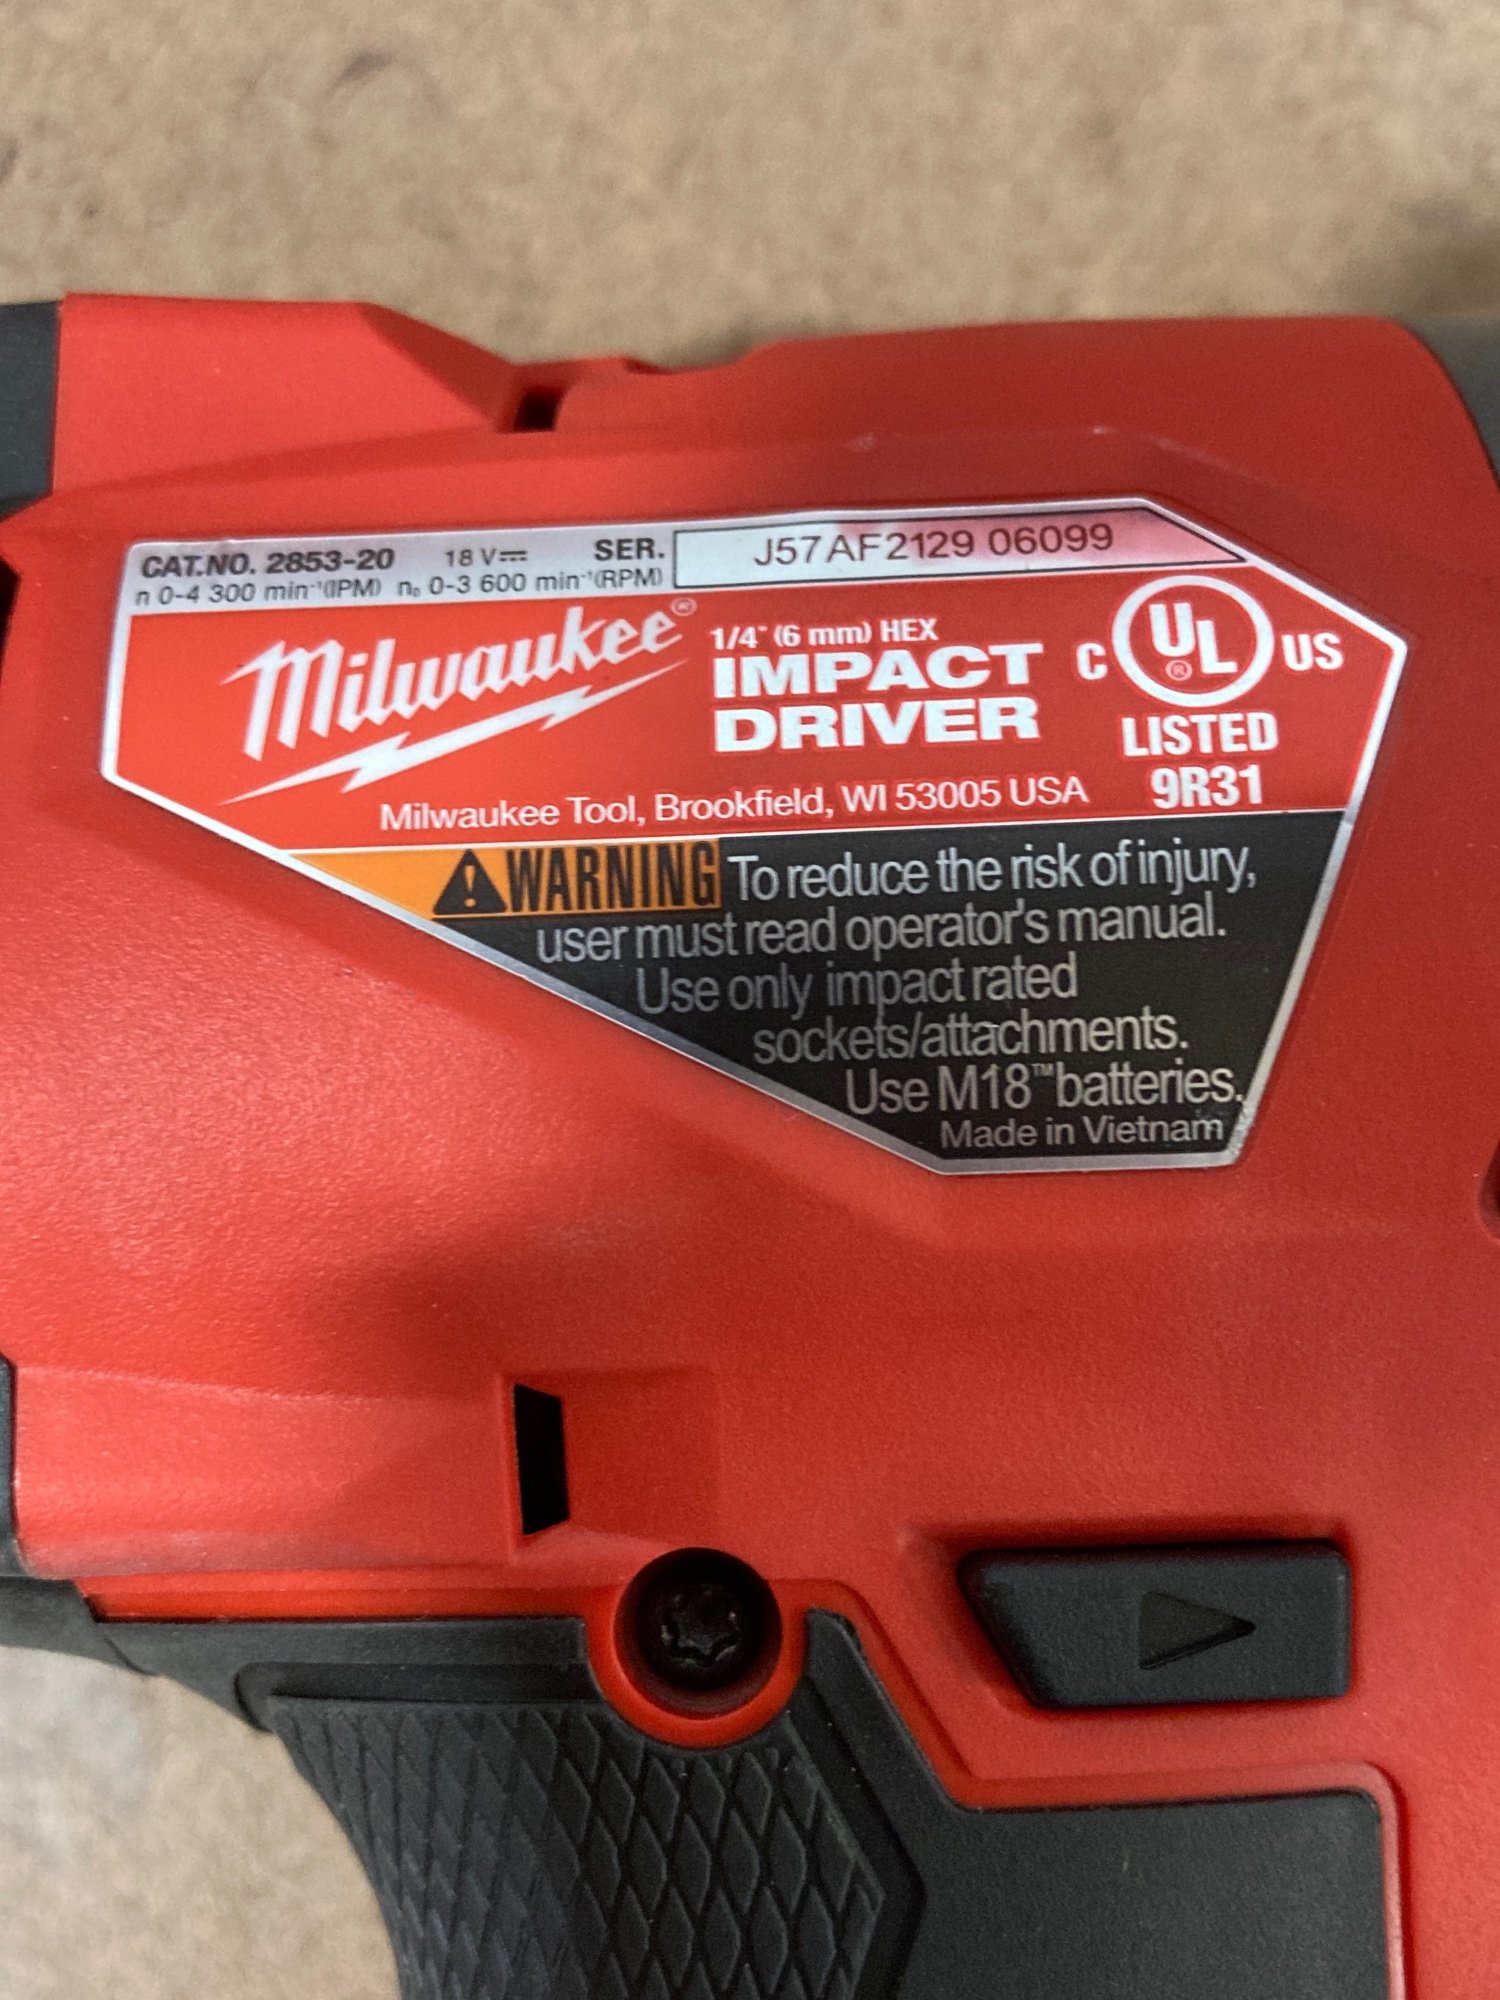 CAT.NO. 2853-20 18 V⎓ SER. J57AF2129 06099
n 0-4 300 min⁻¹(IPM) n₀ 0-3 600 min⁻¹(RPM)
Milwaukee®
1/4" (6 mm) HEX
IMPACT
DRIVER
C UL® US
LISTED
9R31
Milwaukee Tool, Brookfield, WI 53005 USA
WARNING To reduce the risk of injury,
user must read operator's manual.
Use only impact rated
sockets/attachments.
Use M18™ batteries.
Made in Vietnam